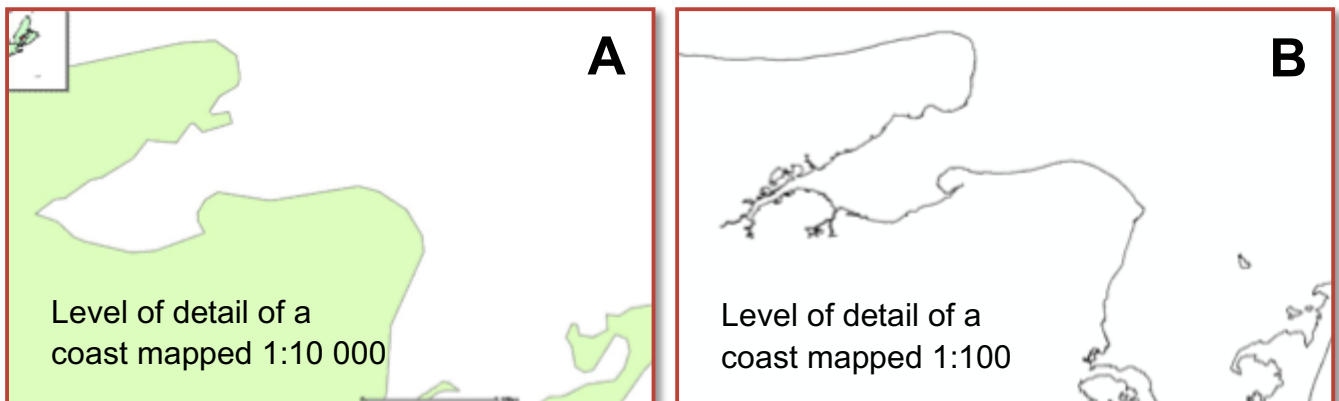 A
Level of detail of a
coast mapped 1:10 000
B
Level of detail of a
coast mapped 1:100